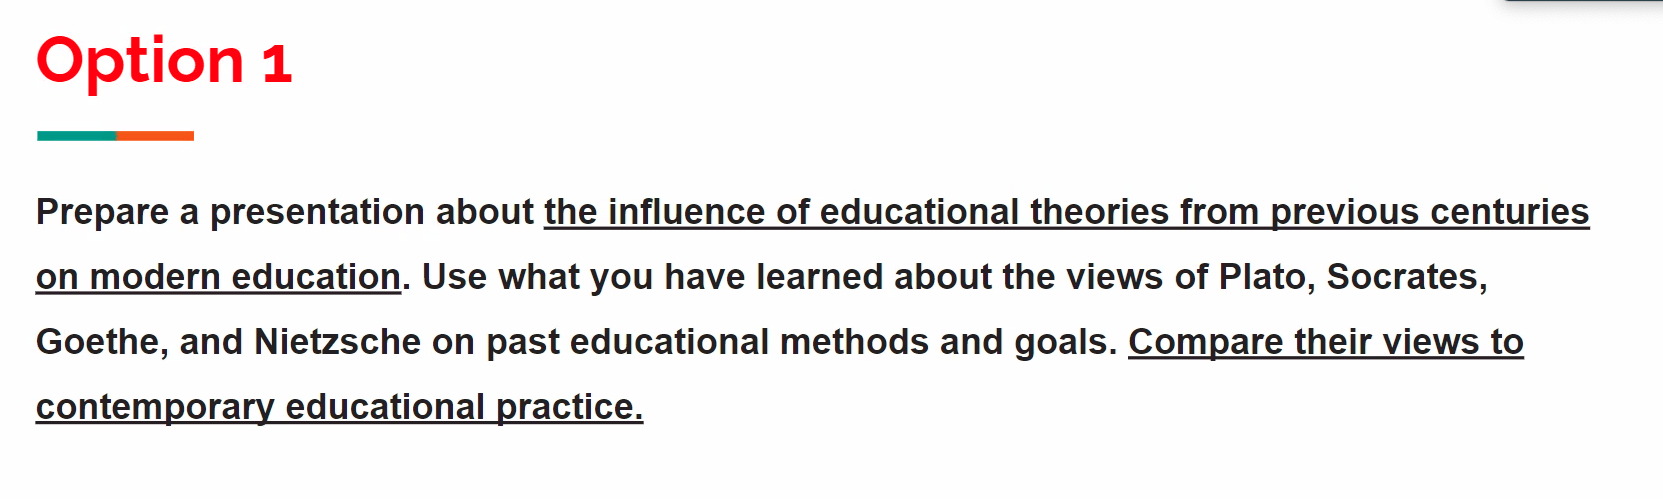 Option 1
Prepare a presentation about the influence of educational theories from previous centuries
on modern education. Use what you have learned about the views of Plato, Socrates,
Goethe, and Nietzsche on past educational methods and goals. Compare their views to
contemporary educational practice.